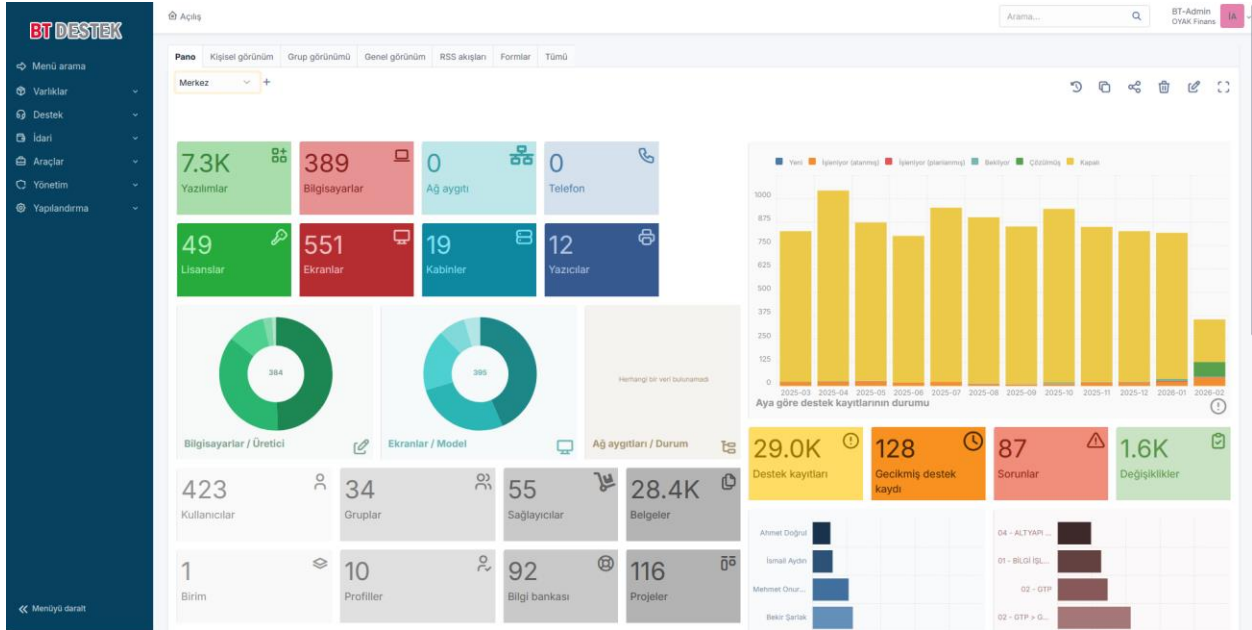 BT DESTEK
Menü arama
Varlıklar
Destek
İdari
Araçlar
Yönetim
Yapılandırma
Menüyü daralt
Açılış
Arama...
BT-Admin
OYAK Finans
İA
Pano Kişisel görünüm Grup görünümü Genel görünüm RSS akışları Formlar Tümü
Merkez
7.3K
Yazılımlar
389
Bilgisayarlar
0
Ağ aygıtı
0
Telefon
49
Lisanslar
551
Ekranlar
19
Kabinler
12
Yazıcılar
384
Bilgisayarlar / Üretici
395
Ekranlar / Model
Herhangi bir veri bulunamadı
Ağ aygıtları / Durum
423
Kullanıcılar
34
Gruplar
55
Sağlayıcılar
28.4K
Belgeler
1
Birim
10
Profiller
92
Bilgi bankası
116
Projeler
Yeni İşleniyor (atanmış) İşleniyor (planlanmış) Bekliyor Çözülmüş Kapalı
1000
875
750
625
500
375
250
125
0
2025-03 2025-04 2025-05 2025-06 2025-07 2025-08 2025-09 2025-10 2025-11 2025-12 2026-01 2026-02
Aya göre destek kayıtlarının durumu
29.0K
Destek kayıtları
128
Gecikmiş destek
kaydı
87
Sorunlar
1.6K
Değişiklikler
Ahmet Doğrut
İsmail Aydın
Mehmet Onur...
Bekir Şarlak
04 - ALTYAPI ...
01 - BİLGİ İŞL...
02 - GTP
02 - GTP > G...